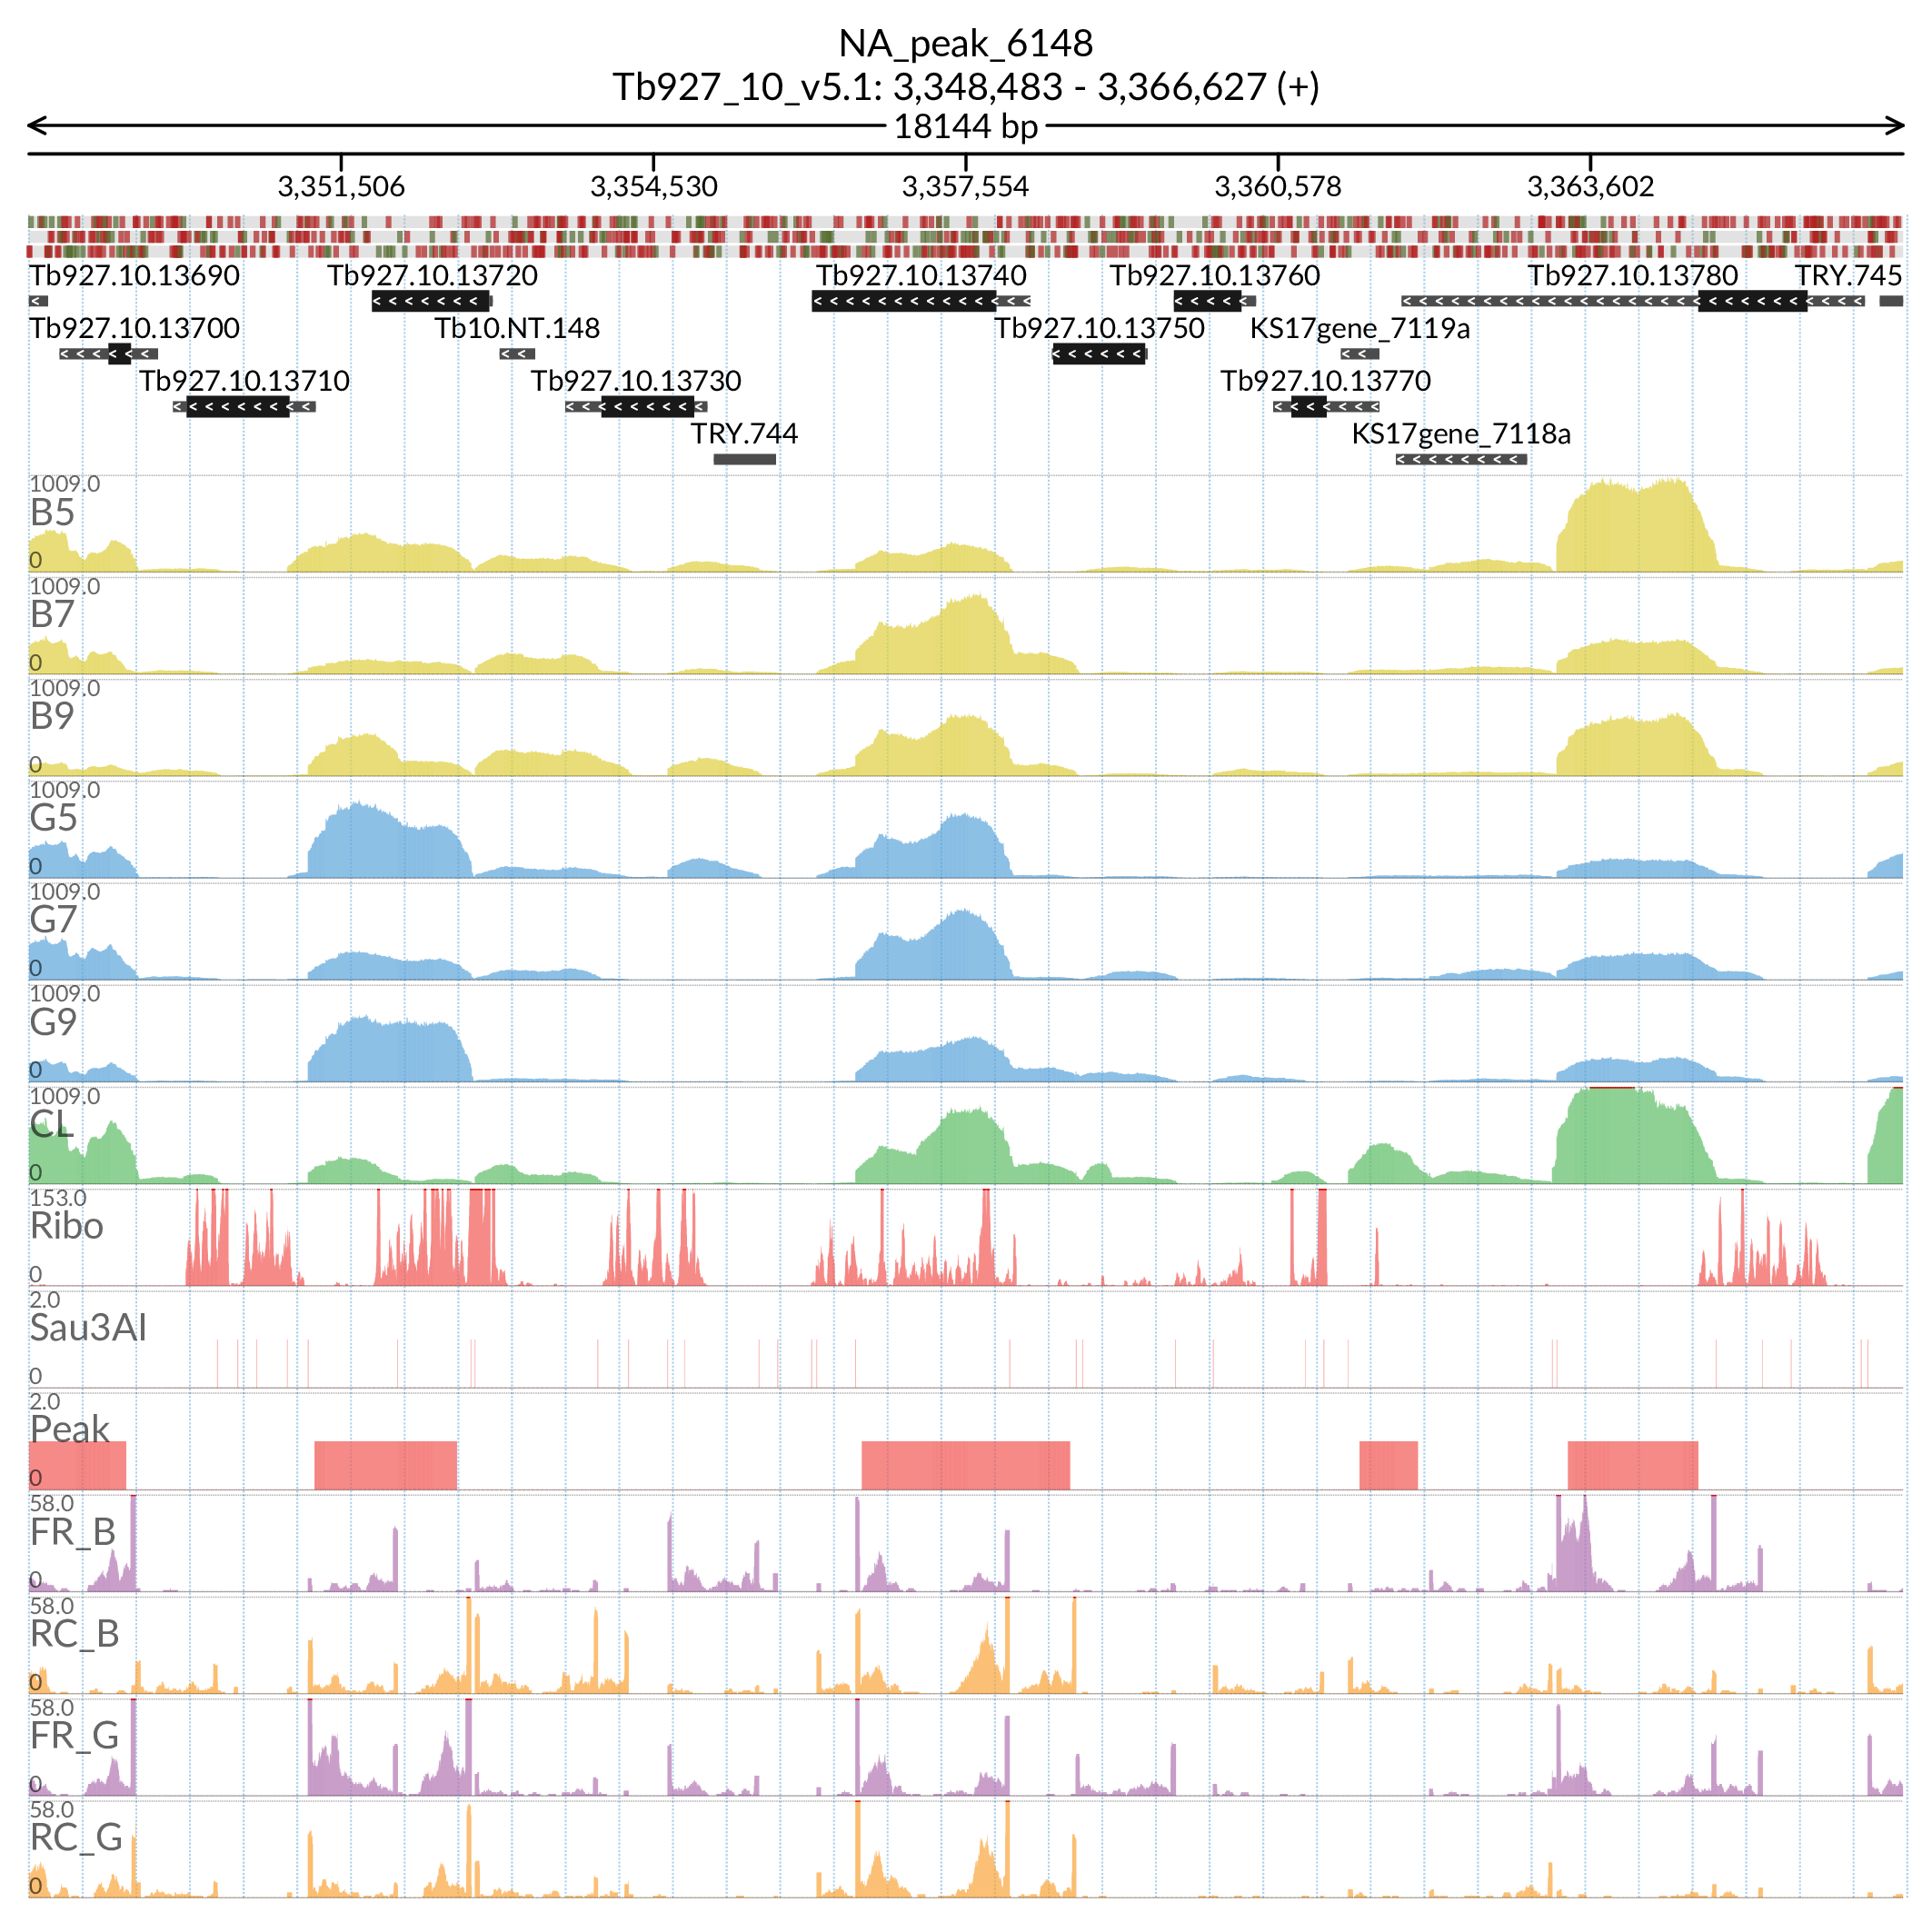 NA_peak_6148
Tb927_10_v5.1: 3,348,483 - 3,366,627 (+)
18144 bp
3,351,506 3,354,530 3,357,554 3,360,578 3,363,602
Tb927.10.13690 Tb927.10.13720 Tb927.10.13740 Tb927.10.13760 Tb927.10.13780 TRY.745
Tb927.10.13700 Tb10.NT.148 Tb927.10.13750 KS17gene_7119a
Tb927.10.13710 Tb927.10.13730 Tb927.10.13770
TRY.744 KS17gene_7118a
1009.0
B5
0
1009.0
B7
0
1009.0
B9
0
1009.0
G5
0
1009.0
G7
0
1009.0
G9
0
1009.0
CL
0
153.0
Ribo
0
2.0
Sau3AI
0
2.0
Peak
0
58.0
FR_B
0
58.0
RC_B
0
58.0
FR_G
0
58.0
RC_G
0